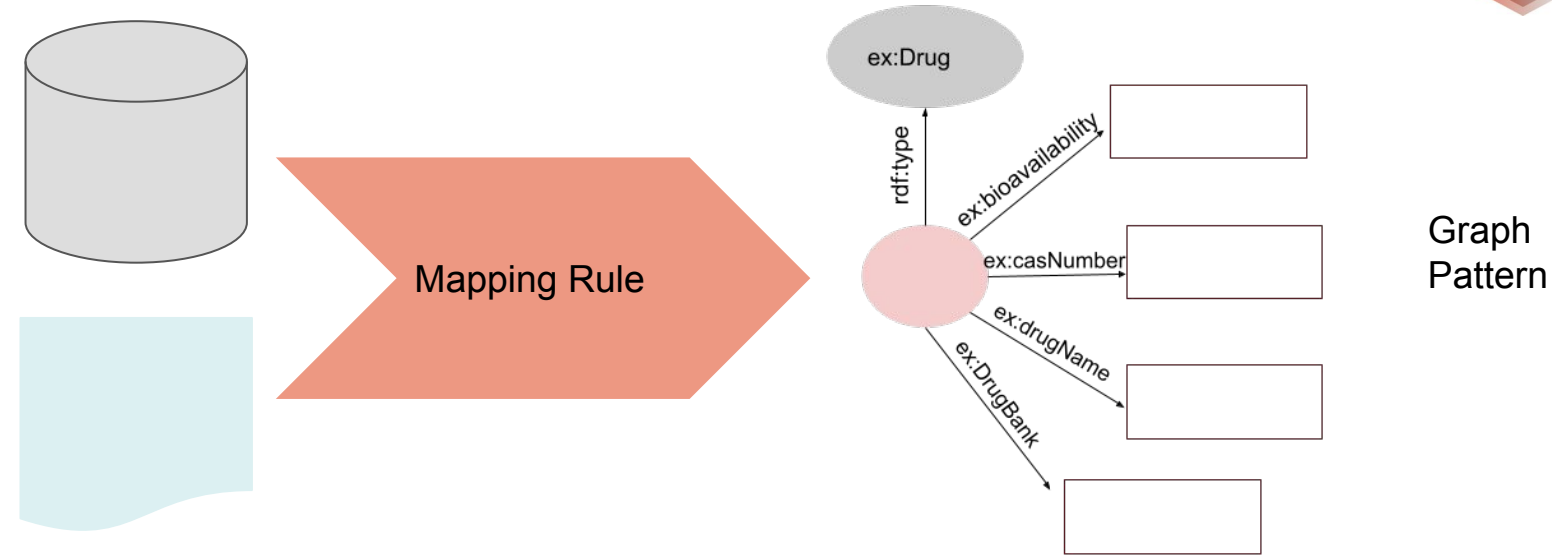 ex:Drug
rdf:type
ex:bioavailability
Mapping Rule
ex:casNumber
ex:drugName
ex:DrugBank
Graph
Pattern